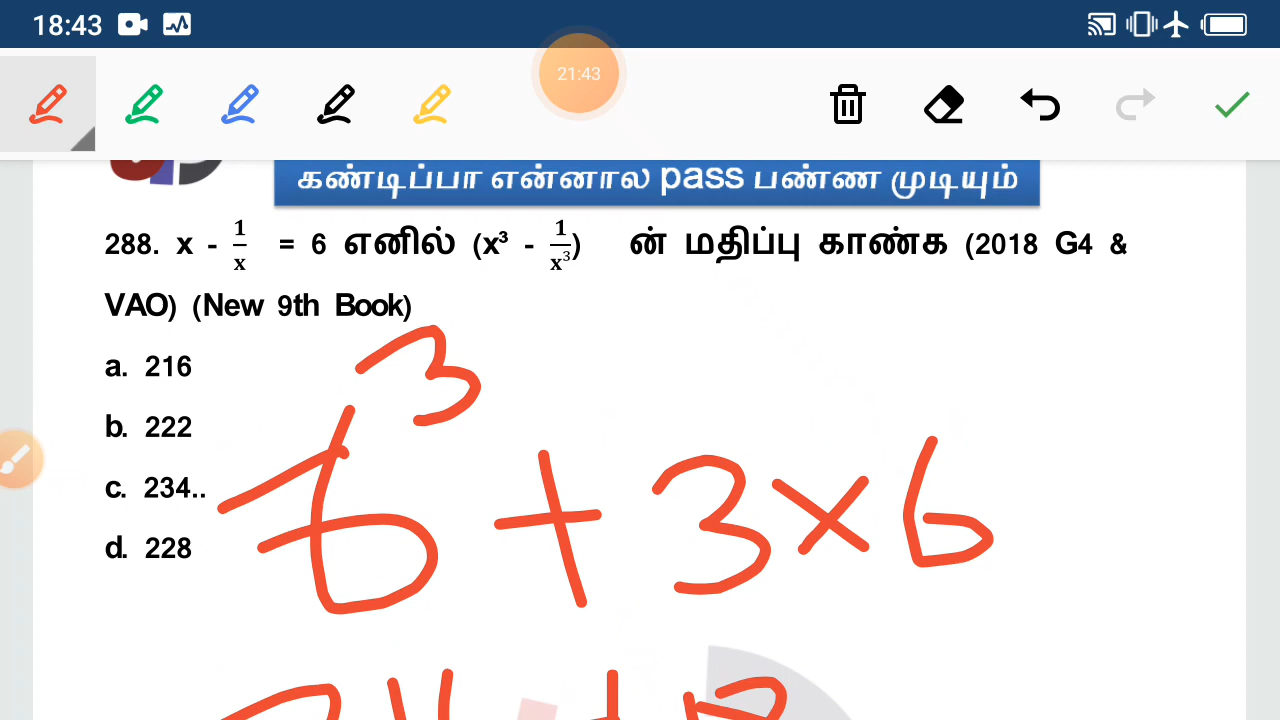 18:43
21:43
கண்டிப்பா என்னால pass பண்ண முடியும்
288. x - 1/x = 6 எனில் (x³ - 1/x³) ன் மதிப்பு காண்க (2018 G4 &
VAO) (New 9th Book)
a. 216
b. 222
c. 234..
d. 228
6³ + 3 × 6